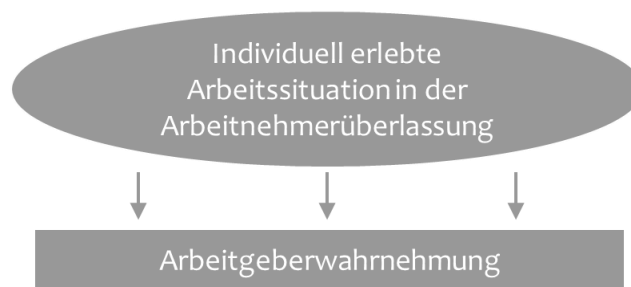 Individuell erlebte
Arbeitssituation in der
Arbeitnehmerüberlassung
Arbeitgeberwahrnehmung